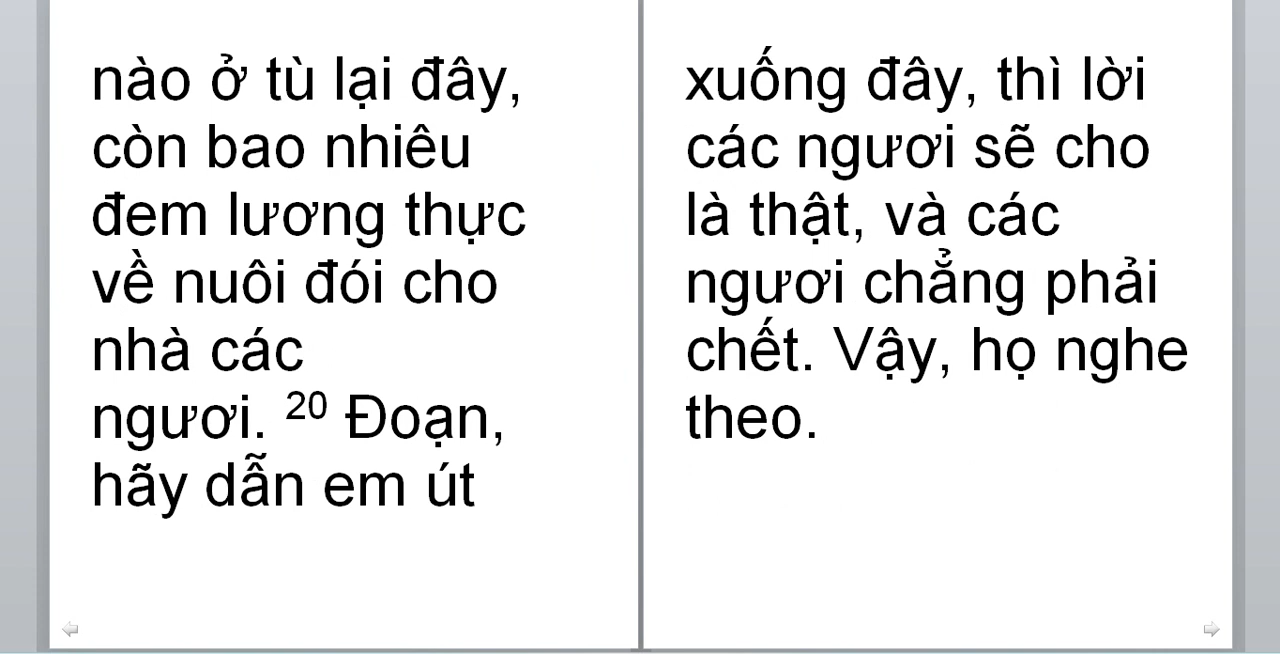 nào ở tù lại đây,
còn bao nhiêu
đem lương thực
về nuôi đói cho
nhà các
ngươi. 20 Đoạn,
hãy dẫn em út
xuống đây, thì lời
các ngươi sẽ cho
là thật, và các
ngươi chẳng phải
chết. Vậy, họ nghe
theo.